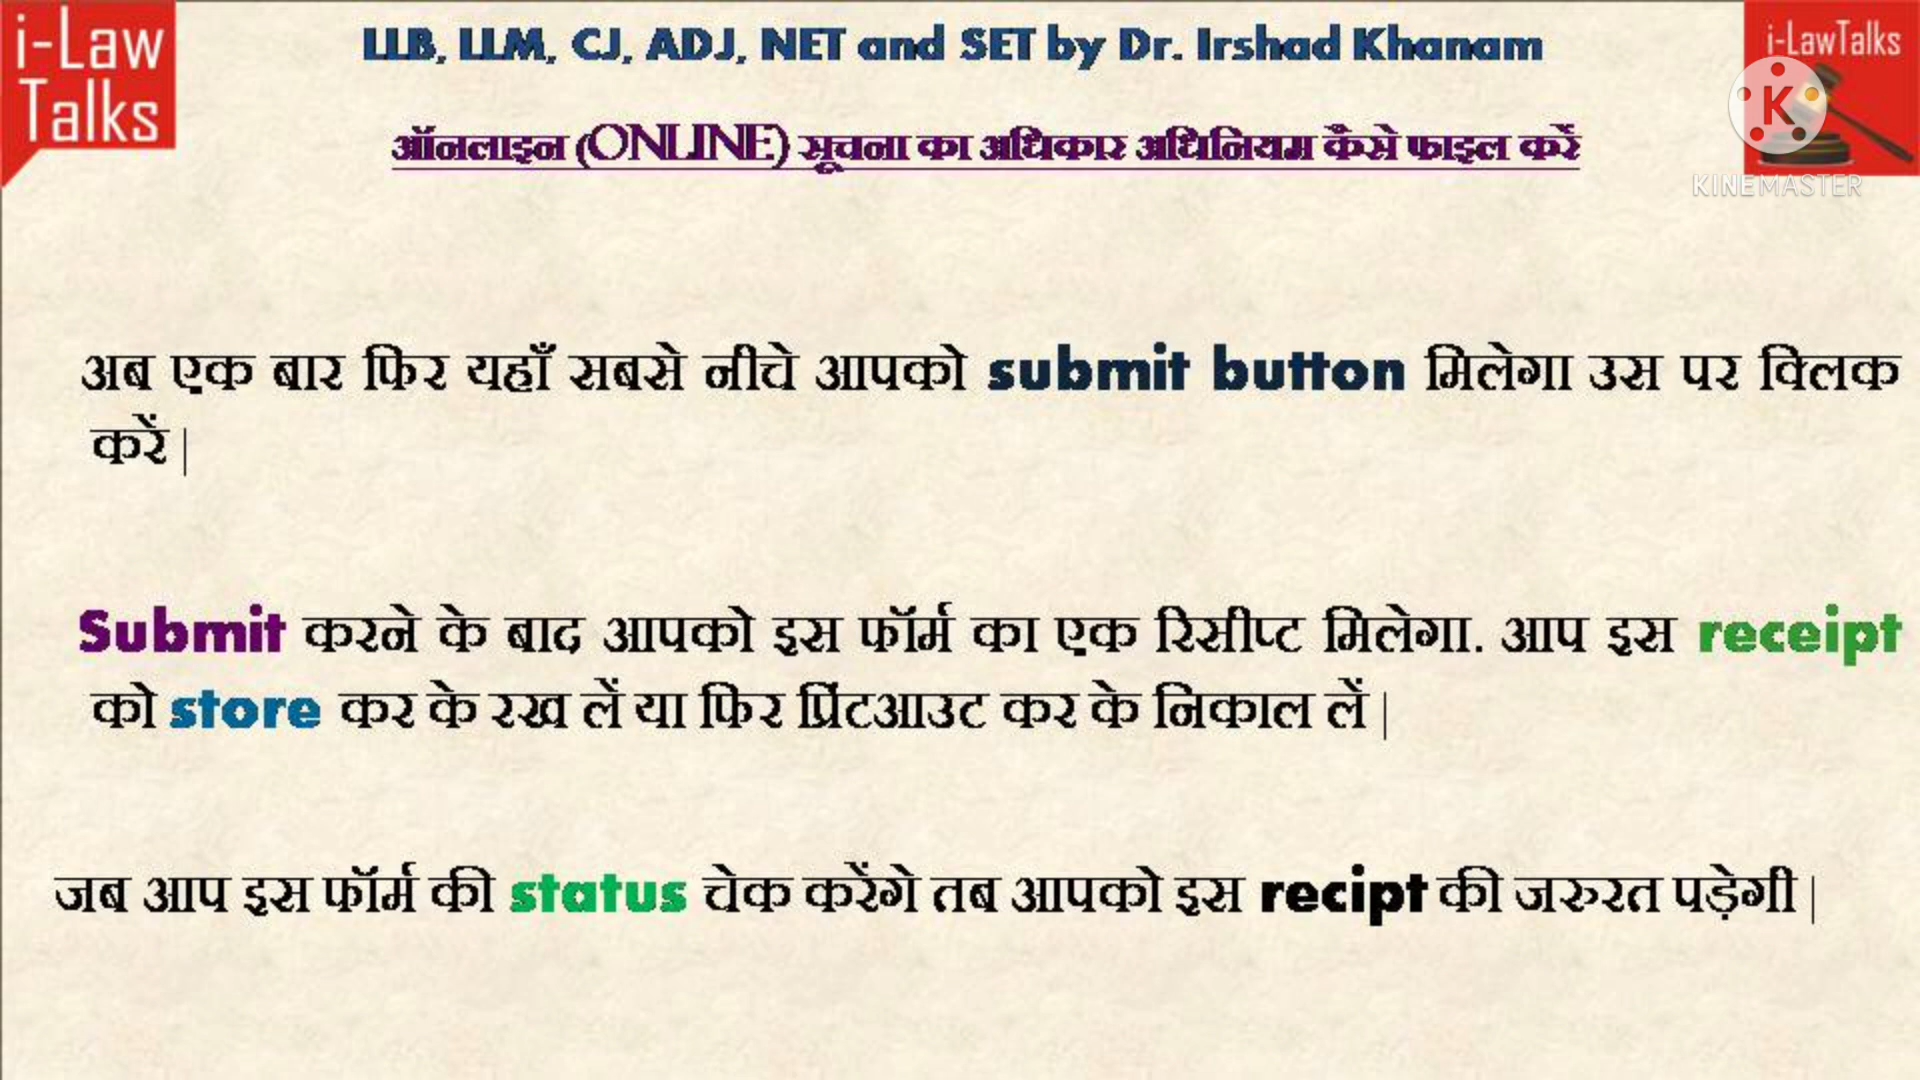 i-Law
Talks
LLB, LLM, CJ, ADJ, NET and SET by Dr. Irshad Khanam
i-LawTalks
K
KINEMASTER
ऑनलाइन (ONLINE) सूचना का अधिकार अधिनियम कैसे फाइल करें
अब एक बार फिर यहाँ सबसे नीचे आपको submit button मिलेगा उस पर क्लिक
करें|
Submit करने के बाद आपको इस फॉर्म का एक रिसीप्ट मिलेगा. आप इस receipt
को store कर के रख लें या फिर प्रिंटआउट कर के निकाल लें|
जब आप इस फॉर्म की status चेक करेंगे तब आपको इस recipt की जरुरत पड़ेगी|